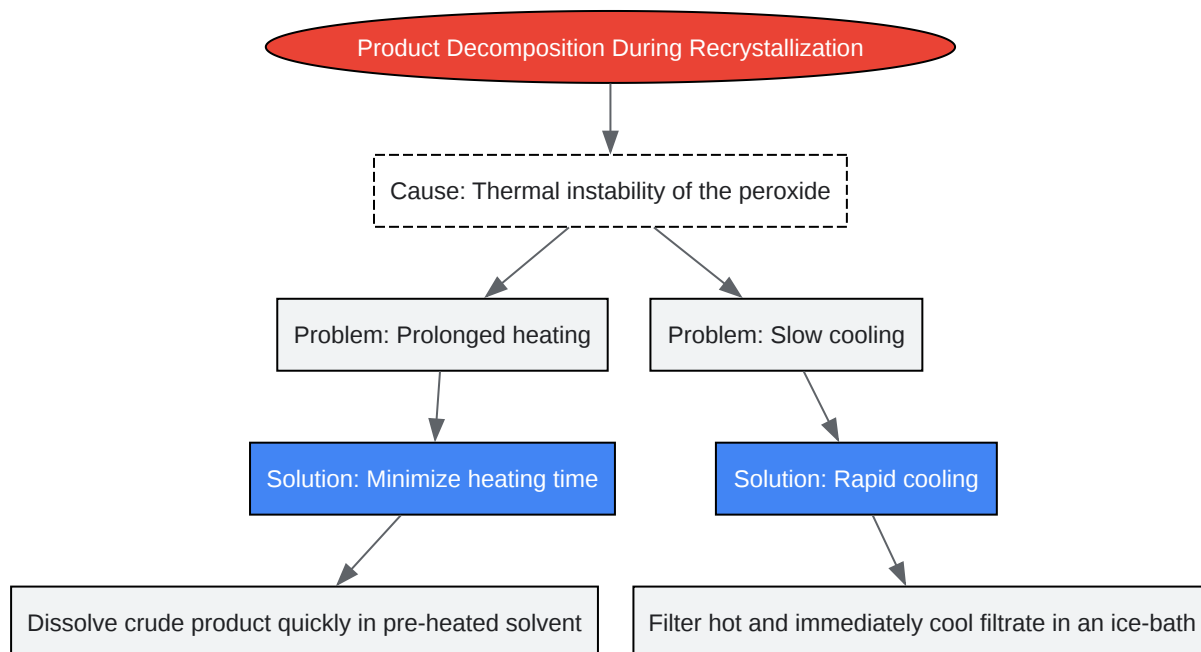 Product Decomposition During Recrystallization
Cause: Thermal instability of the peroxide
Problem: Prolonged heating
Problem: Slow cooling
Solution: Minimize heating time
Solution: Rapid cooling
Dissolve crude product quickly in pre-heated solvent
Filter hot and immediately cool filtrate in an ice-bath